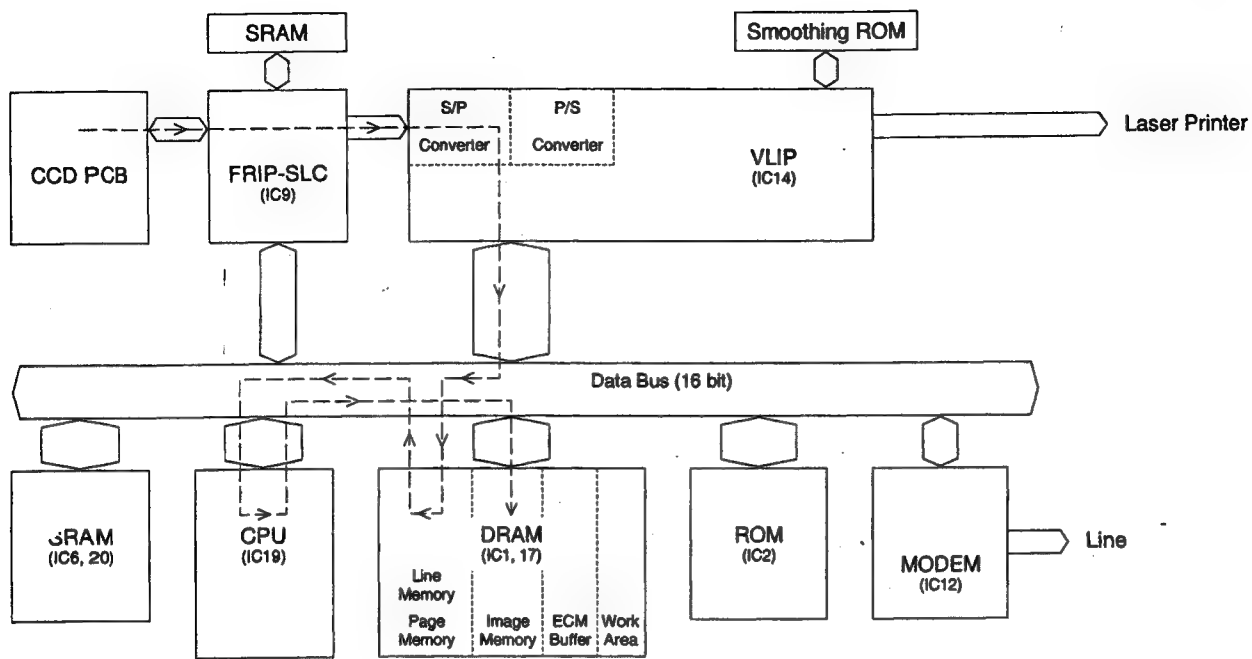 SRAM
Smoothing ROM
S/P
Converter
P/S
Converter
CCD PCB
FRIP-SLC
(IC9)
VLIP
(IC14)
Laser Printer
Data Bus (16 bit)
SRAM
(IC6, 20)
CPU
(IC19)
DRAM
(IC1, 17)
Line
Memory
Page
Memory
Image
Memory
ECM
Buffer
Work
Area
ROM
(IC2)
MODEM
(IC12)
Line